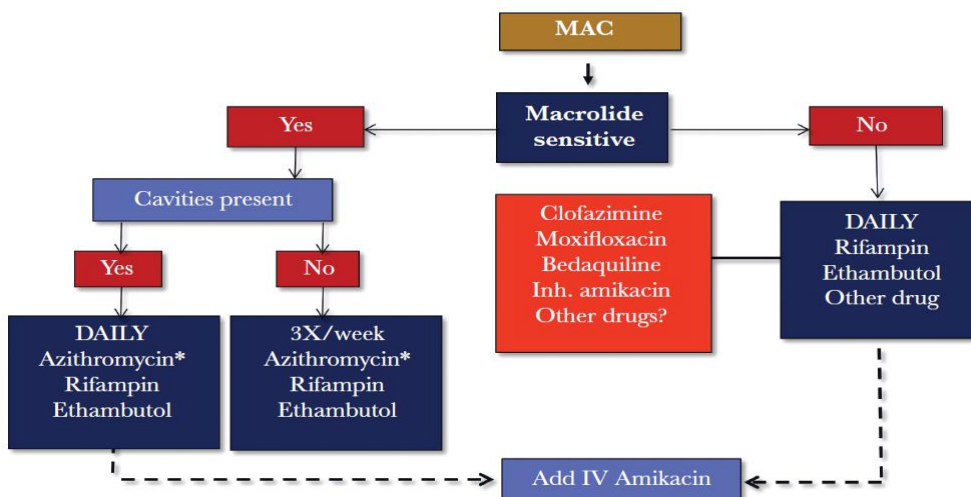 MAC
Macrolide
sensitive
Yes
No
Cavities present
Yes
No
DAILY
Azithromycin*
Rifampin
Ethambutol
3X/week
Azithromycin*
Rifampin
Ethambutol
Clofazimine
Moxifloxacin
Bedaquiline
Inh. amikacin
Other drugs?
DAILY
Rifampin
Ethambutol
Other drug
Add IV Amikacin